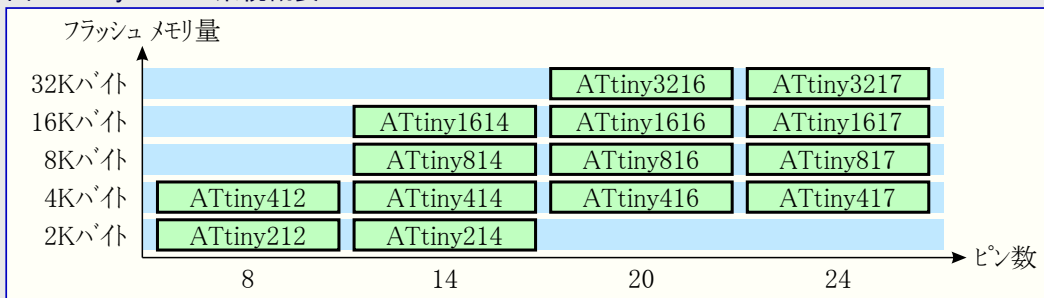 フラッシュ メモリ量
32Kバイト ATtiny3216 ATtiny3217
16Kバイト ATtiny1614 ATtiny1616 ATtiny1617
8Kバイト ATtiny814 ATtiny816 ATtiny817
4Kバイト ATtiny412 ATtiny414 ATtiny416 ATtiny417
2Kバイト ATtiny212 ATtiny214
ピン数
8 14 20 24